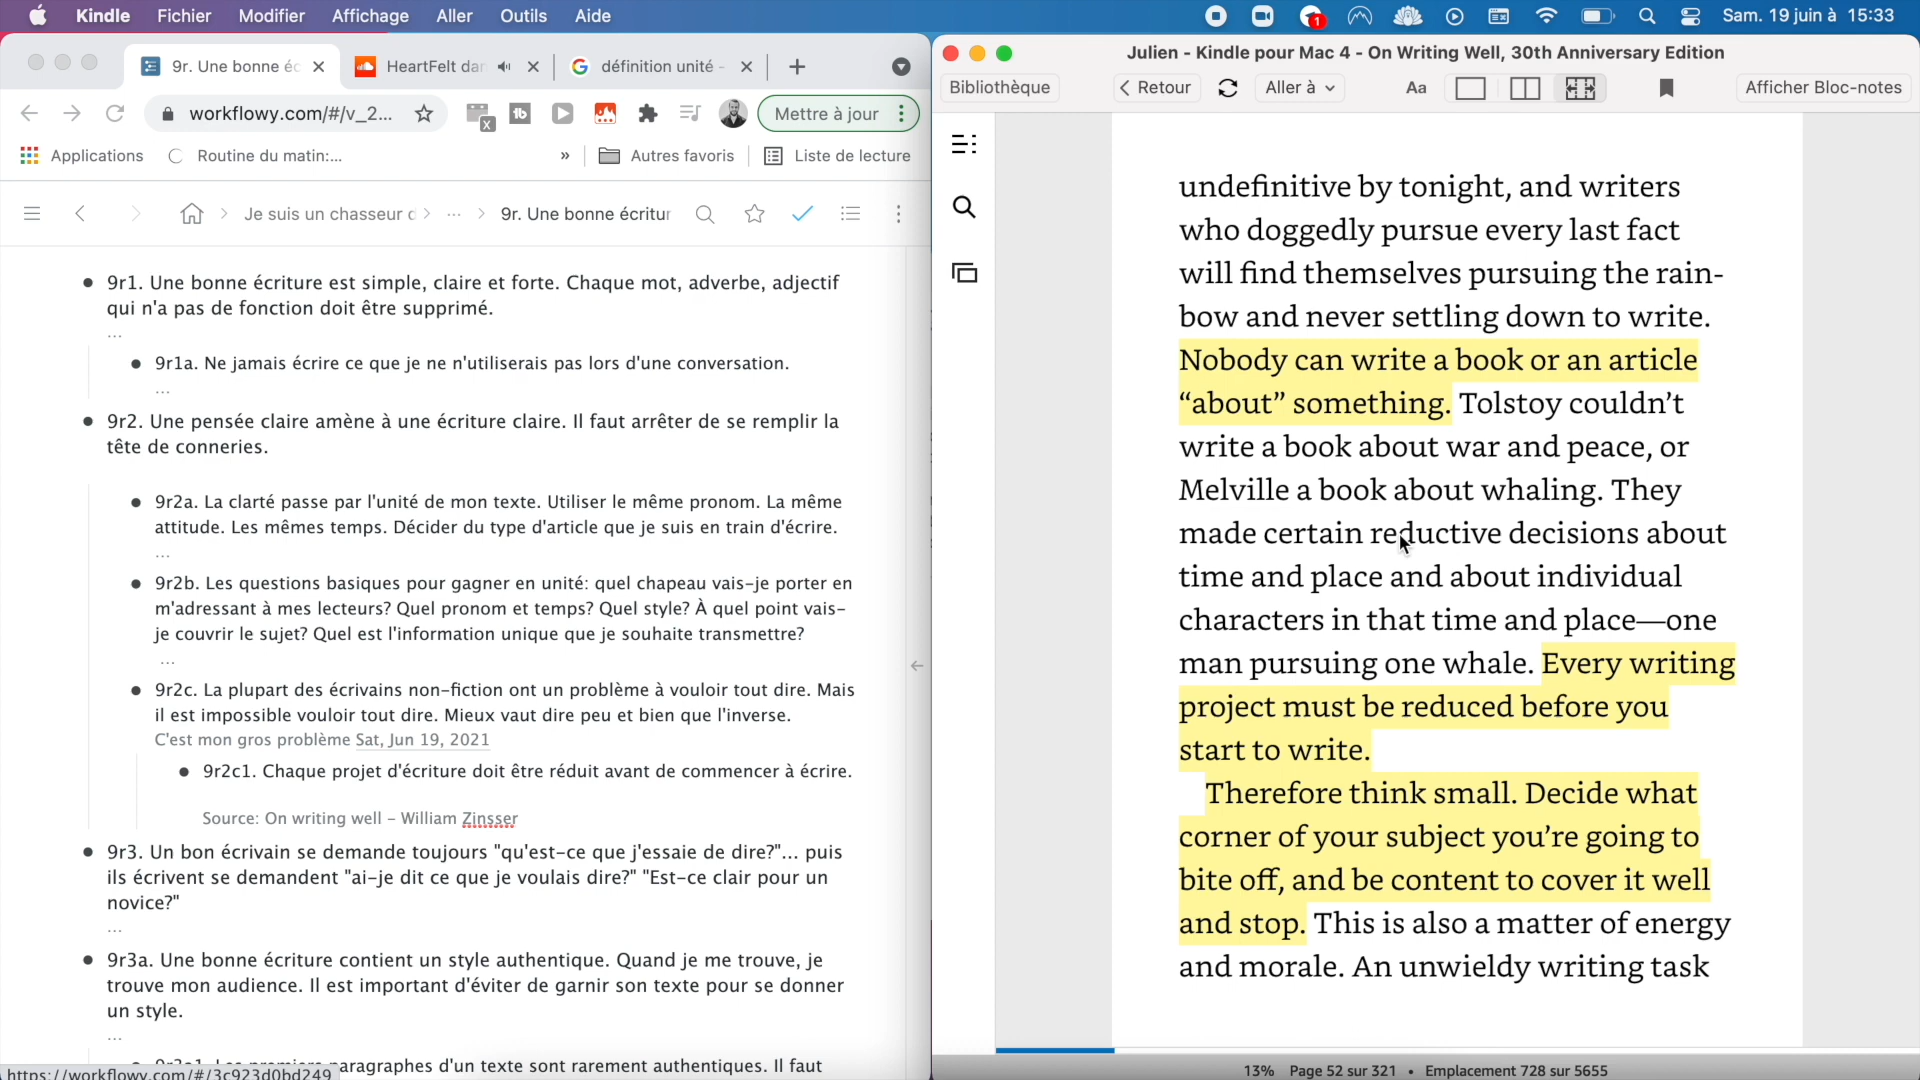 Kindle Fichier Modifier Affichage Aller Outils Aide
1
Sam. 19 juin à 15:33
9r. Une bonne éc
HeartFelt dan
définition unité -
workflowy.com/#/v_2...
Mettre à jour
Applications
Routine du matin:...
»
Autres favoris
Liste de lecture
Je suis un chasseur d
...
9r. Une bonne écritur
9r1. Une bonne écriture est simple, claire et forte. Chaque mot, adverbe, adjectif
qui n'a pas de fonction doit être supprimé.
...
9r1a. Ne jamais écrire ce que je ne n'utiliserais pas lors d'une conversation.
...
9r2. Une pensée claire amène à une écriture claire. Il faut arrêter de se remplir la
tête de conneries.
9r2a. La clarté passe par l'unité de mon texte. Utiliser le même pronom. La même
attitude. Les mêmes temps. Décider du type d'article que je suis en train d'écrire.
...
9r2b. Les questions basiques pour gagner en unité: quel chapeau vais-je porter en
m'adressant à mes lecteurs? Quel pronom et temps? Quel style? À quel point vais-
je couvrir le sujet? Quel est l'information unique que je souhaite transmettre?
...
9r2c. La plupart des écrivains non-fiction ont un problème à vouloir tout dire. Mais
il est impossible vouloir tout dire. Mieux vaut dire peu et bien que l'inverse.
C'est mon gros problème Sat, Jun 19, 2021
9r2c1. Chaque projet d'écriture doit être réduit avant de commencer à écrire.
Source: On writing well – William Zinsser
9r3. Un bon écrivain se demande toujours "qu'est-ce que j'essaie de dire?"... puis
ils écrivent se demandent "ai-je dit ce que je voulais dire?" "Est-ce clair pour un
novice?"
...
9r3a. Une bonne écriture contient un style authentique. Quand je me trouve, je
trouve mon audience. Il est important d'éviter de garnir son texte pour se donner
un style.
...
paragraphes d'un texte sont rarement authentiques. Il faut
https://workflowy.com/#/3c923d0bd249
Julien - Kindle pour Mac 4 - On Writing Well, 30th Anniversary Edition
Bibliothèque
Retour
Aller à
Aa
Afficher Bloc-notes
undefinitive by tonight, and writers
who doggedly pursue every last fact
will find themselves pursuing the rain-
bow and never settling down to write.
Nobody can write a book or an article
“about” something. Tolstoy couldn’t
write a book about war and peace, or
Melville a book about whaling. They
made certain reductive decisions about
time and place and about individual
characters in that time and place—one
man pursuing one whale. Every writing
project must be reduced before you
start to write.
Therefore think small. Decide what
corner of your subject you’re going to
bite off, and be content to cover it well
and stop. This is also a matter of energy
and morale. An unwieldy writing task
13% Page 52 sur 321 • Emplacement 728 sur 5655